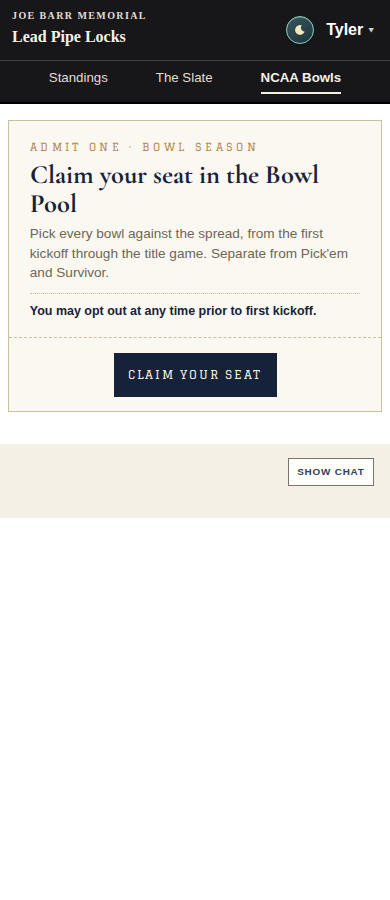 JOE BARR MEMORIAL
Lead Pipe Locks
Tyler ▾
Standings
The Slate
NCAA Bowls
ADMIT ONE · BOWL SEASON
Claim your seat in the Bowl
Pool
Pick every bowl against the spread, from the first
kickoff through the title game. Separate from Pick'em
and Survivor.
You may opt out at any time prior to first kickoff.
CLAIM YOUR SEAT
SHOW CHAT